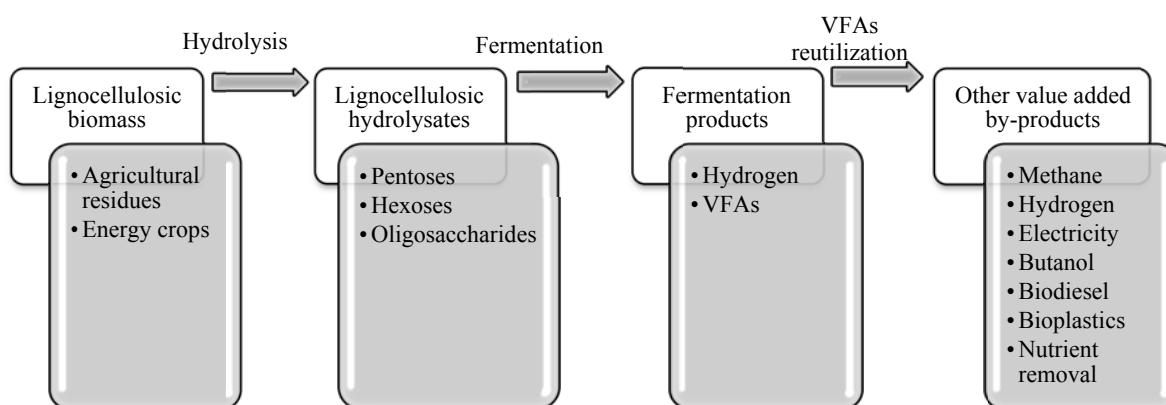 Hydrolysis
Fermentation
VFAs
reutilization
Lignocellulosic
biomass
• Agricultural
residues
• Energy crops
Lignocellulosic
hydrolysates
• Pentoses
• Hexoses
• Oligosaccharides
Fermentation
products
• Hydrogen
• VFAs
Other value added
by-products
• Methane
• Hydrogen
• Electricity
• Butanol
• Biodiesel
• Bioplastics
• Nutrient
removal